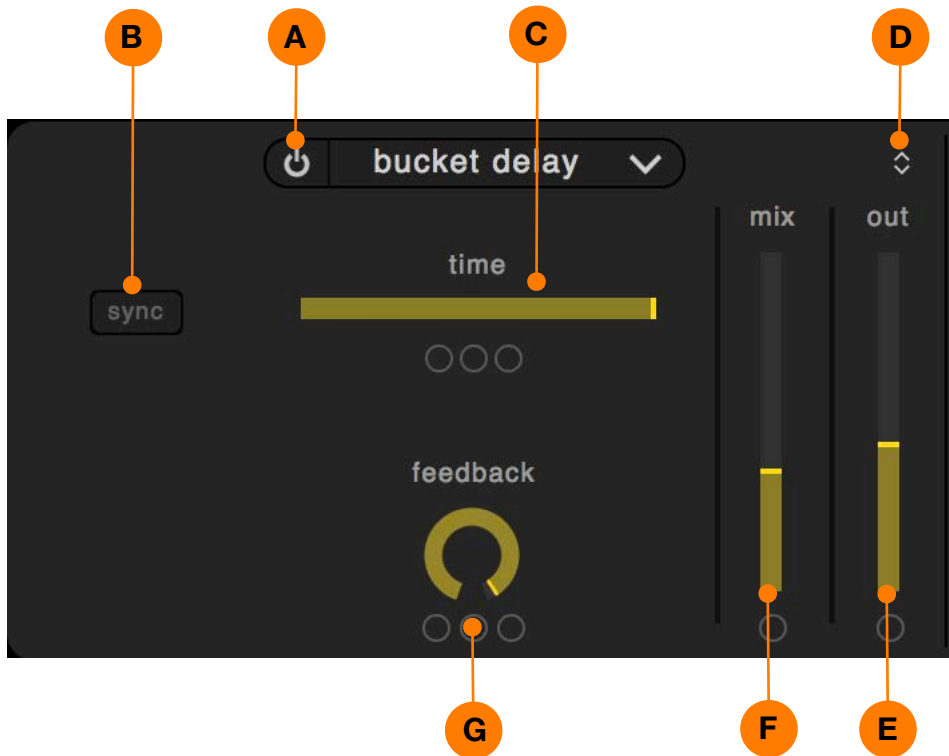 B A C D
bucket delay
mix out
time
sync
feedback
G F E